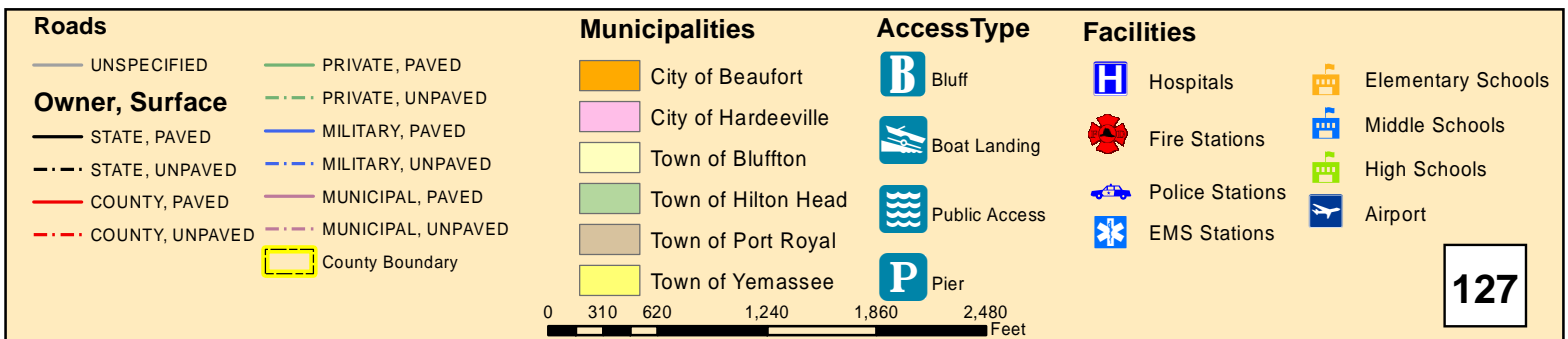 Roads
UNSPECIFIED
Owner, Surface
STATE, PAVED
STATE, UNPAVED
COUNTY, PAVED
COUNTY, UNPAVED
PRIVATE, PAVED
PRIVATE, UNPAVED
MILITARY, PAVED
MILITARY, UNPAVED
MUNICIPAL, PAVED
MUNICIPAL, UNPAVED
County Boundary
Municipalities
City of Beaufort
City of Hardeeville
Town of Bluffton
Town of Hilton Head
Town of Port Royal
Town of Yemassee
AccessType
B Bluff
Boat Landing
Public Access
P Pier
Facilities
H Hospitals
Fire Stations
Police Stations
EMS Stations
Elementary Schools
Middle Schools
High Schools
Airport
0 310 620 1,240 1,860 2,480
Feet
127